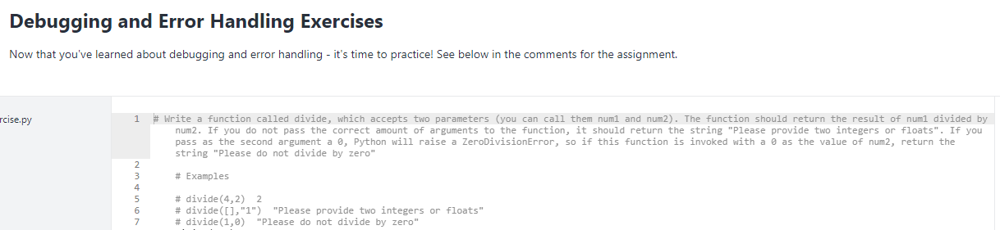 Debugging and Error Handling Exercises
Now that you've learned about debugging and error handling - it's time to practice! See below in the comments for the assignment.
rcise.py
1 # Write a function called divide, which accepts two parameters (you can call them num1 and num2). The function should return the result of num1 divided by
num2. If you do not pass the correct amount of arguments to the function, it should return the string "Please provide two integers or floats". If you
pass as the second argument a 0, Python will raise a ZeroDivisionError, so if this function is invoked with a 0 as the value of num2, return the
string "Please do not divide by zero"
2
3 # Examples
4
5 # divide(4,2)  2
6 # divide([],"1")  "Please provide two integers or floats"
7 # divide(1,0)  "Please do not divide by zero"